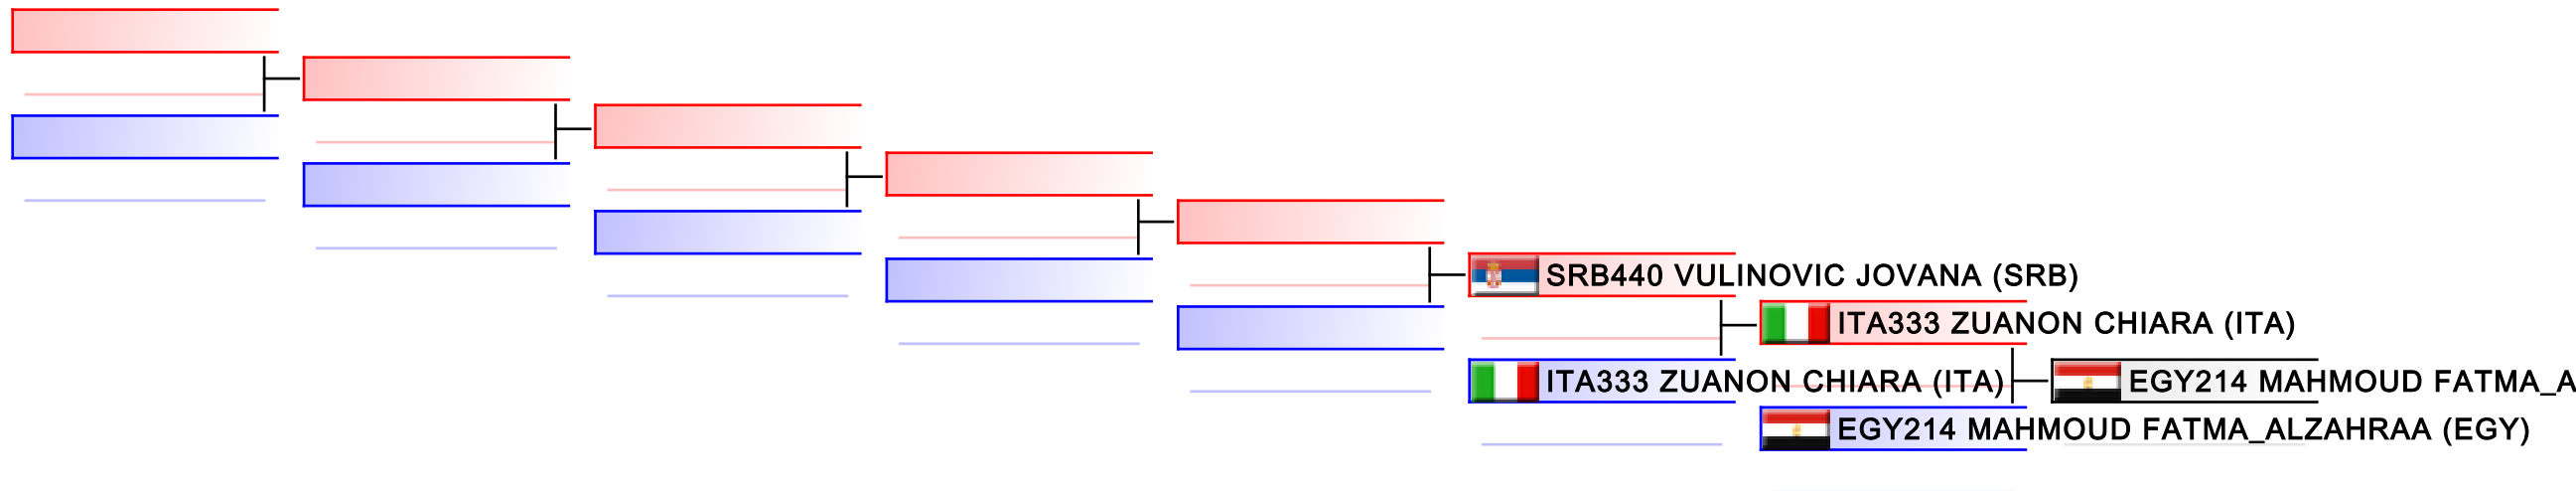 SRB440 VULINOVIC JOVANA (SRB)
ITA333 ZUANON CHIARA (ITA)
ITA333 ZUANON CHIARA (ITA)
EGY214 MAHMOUD FATMA_A
EGY214 MAHMOUD FATMA_ALZAHRAA (EGY)